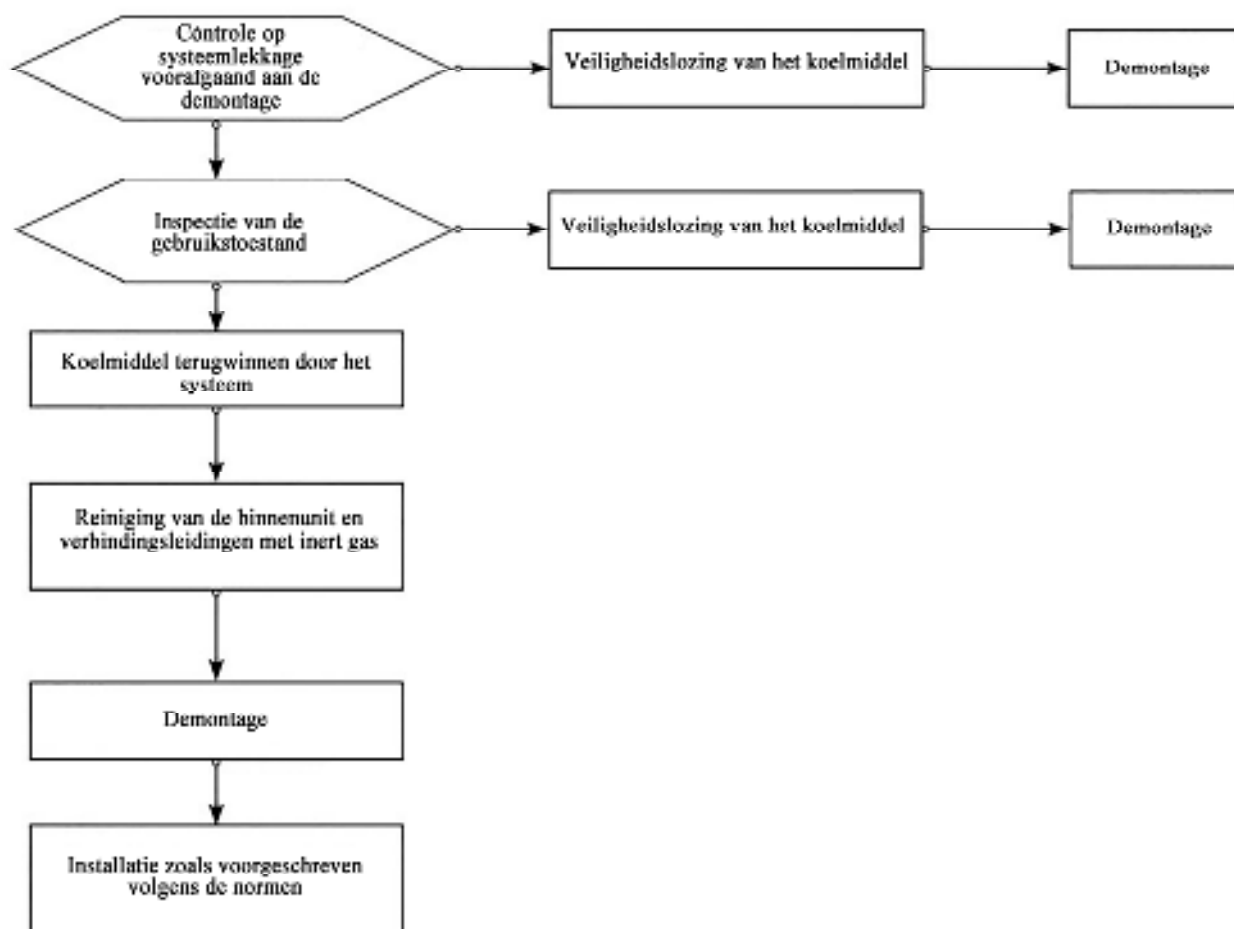 Controle op
systeemlekkage
voorafgaand aan de
demontage
Veiligheidslozing van het koelmiddel
Demontage
Inspectie van de
gebruikstoestand
Veiligheidslozing van het koelmiddel
Demontage
Koelmiddel terugwinnen door het
systeem
Reiniging van de binnenunit en
verbindingsleidingen met inert gas
Demontage
Installatie zoals voorgeschreven
volgens de normen